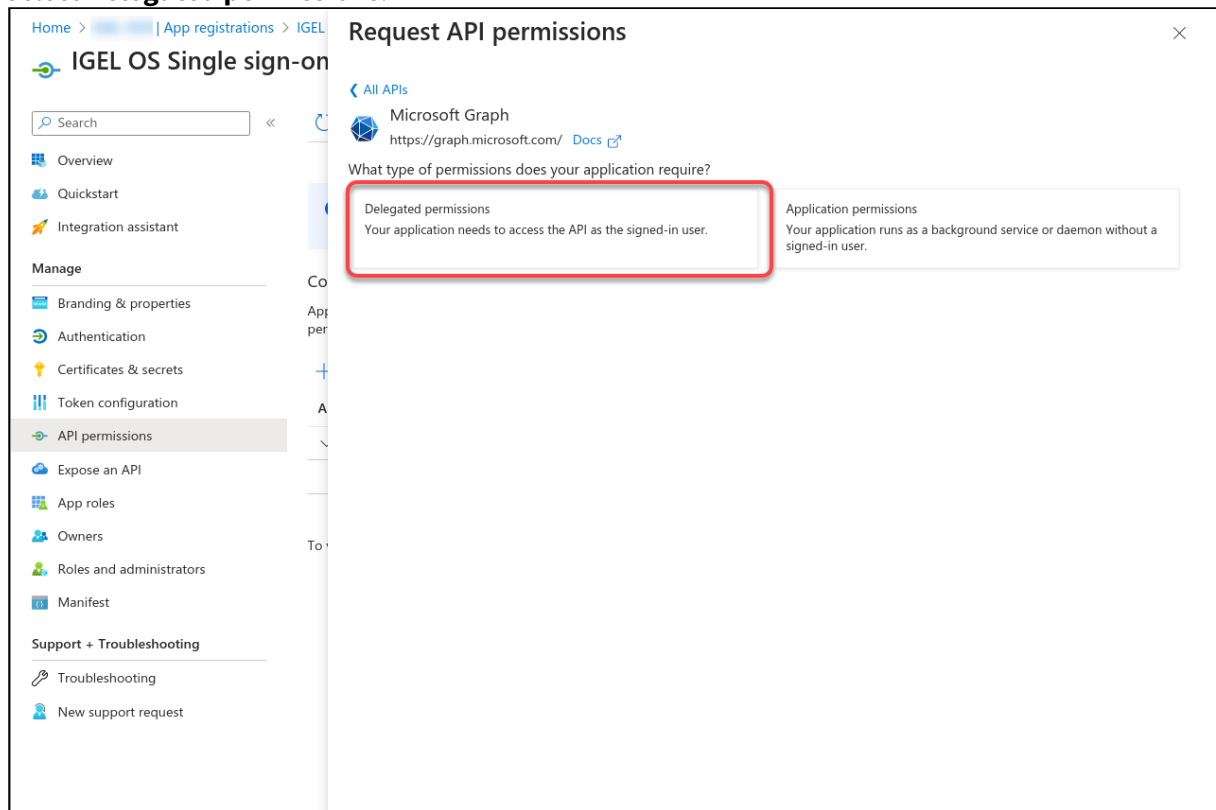 Home > | App registrations > IGEL
IGEL OS Single sign-on
Search
«
Overview
Quickstart
Integration assistant
Manage
Branding & properties
Authentication
Certificates & secrets
Token configuration
API permissions
Expose an API
App roles
Owners
Roles and administrators
Manifest
Support + Troubleshooting
Troubleshooting
New support request
Co
App
per
A
To
Request API permissions
All APIs
Microsoft Graph
https://graph.microsoft.com/ Docs
What type of permissions does your application require?
Delegated permissions
Your application needs to access the API as the signed-in user.
Application permissions
Your application runs as a background service or daemon without a
signed-in user.